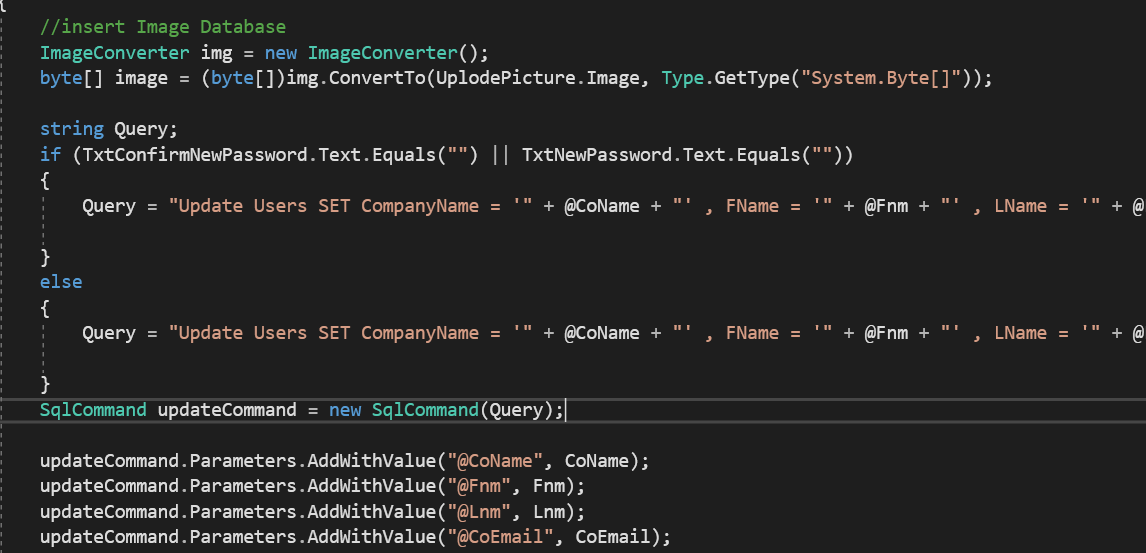 {
//insert Image Database
ImageConverter img = new ImageConverter();
byte[] image = (byte[])img.ConvertTo(UplodePicture.Image, Type.GetType("System.Byte[]"));
string Query;
if (TxtConfirmNewPassword.Text.Equals("") || TxtNewPassword.Text.Equals(""))
{
Query = "Update Users SET CompanyName = '" + @CoName + "' , FName = '" + @Fnm + "' , LName = '" + @
}
else
{
Query = "Update Users SET CompanyName = '" + @CoName + "' , FName = '" + @Fnm + "' , LName = '" + @
}
SqlCommand updateCommand = new SqlCommand(Query);
updateCommand.Parameters.AddWithValue("@CoName", CoName);
updateCommand.Parameters.AddWithValue("@Fnm", Fnm);
updateCommand.Parameters.AddWithValue("@Lnm", Lnm);
updateCommand.Parameters.AddWithValue("@CoEmail", CoEmail);